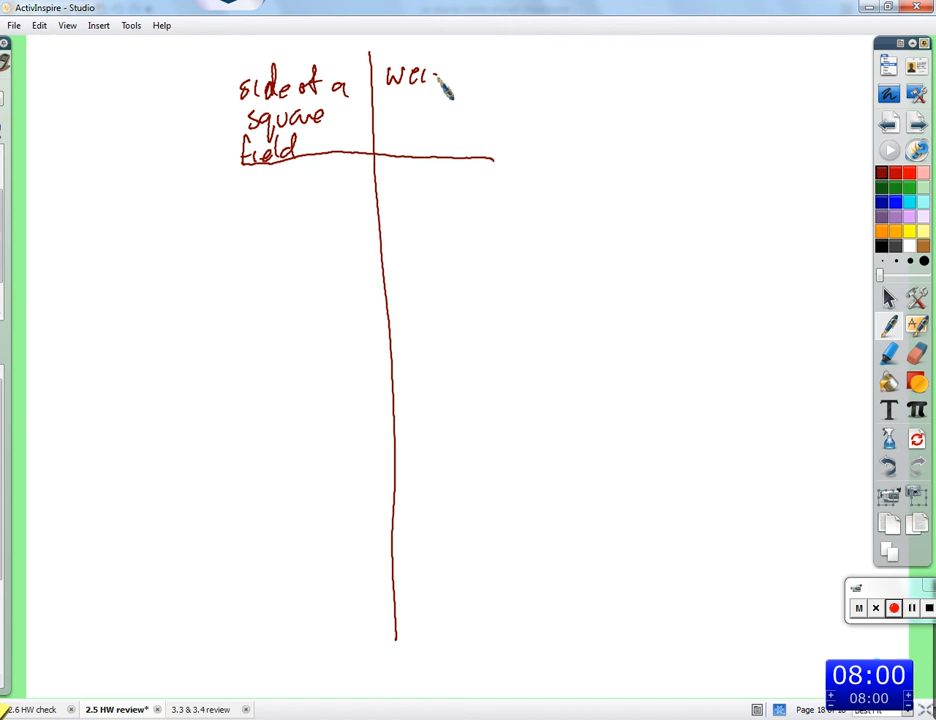 ActivInspire - Studio
File Edit View Insert Tools Help
side of a
square
field
wei
M
08:00
08:00
2.6 HW check
2.5 HW review*
3.3 & 3.4 review